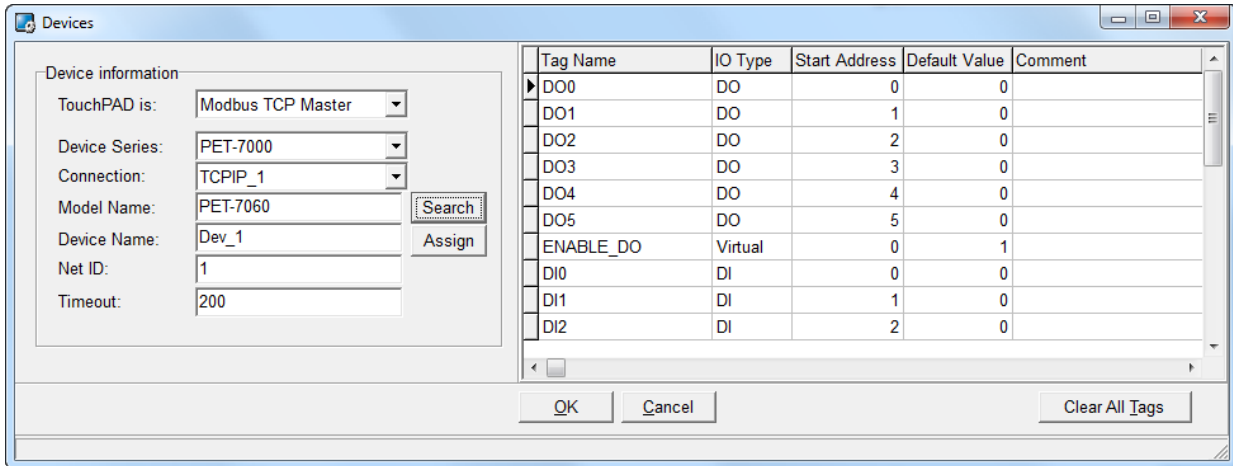 Devices
Device information
TouchPAD is: Modbus TCP Master
Device Series: PET-7000
Connection: TCPIP_1
Model Name: PET-7060 Search
Device Name: Dev_1 Assign
Net ID: 1
Timeout: 200
Tag Name IO Type Start Address Default Value Comment
DO0 DO 0 0
DO1 DO 1 0
DO2 DO 2 0
DO3 DO 3 0
DO4 DO 4 0
DO5 DO 5 0
ENABLE_DO Virtual 0 1
DI0 DI 0 0
DI1 DI 1 0
DI2 DI 2 0
OK Cancel Clear All Tags